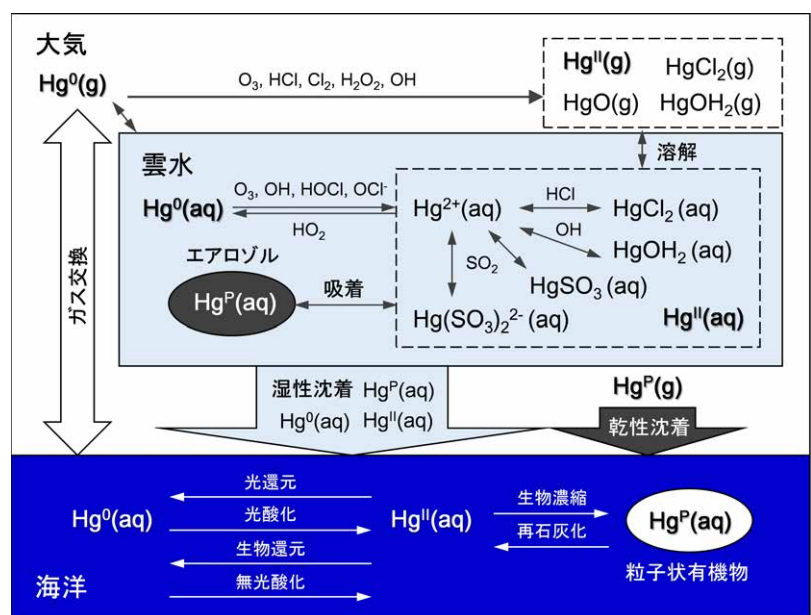 大気
Hg⁰(g)
O₃, HCl, Cl₂, H₂O₂, OH
Hgᴵᴵ(g)
HgCl₂(g)
HgO(g)
HgOH₂(g)
溶解
雲水
Hg⁰(aq)
O₃, OH, HOCl, OCl⁻
HO₂
Hg²⁺(aq)
HCl
HgCl₂(aq)
OH
HgOH₂(aq)
SO₂
HgSO₃(aq)
Hg(SO₃)₂²⁻(aq)
Hgᴵᴵ(aq)
エアロゾル
Hgᴾ(aq)
吸着
ガス交換
湿性沈着 Hgᴾ(aq)
Hg⁰(aq) Hgᴵᴵ(aq)
Hgᴾ(g)
乾性沈着
光還元
Hg⁰(aq)
光酸化
生物還元
無光酸化
Hgᴵᴵ(aq)
生物濃縮
再石灰化
Hgᴾ(aq)
粒子状有機物
海洋